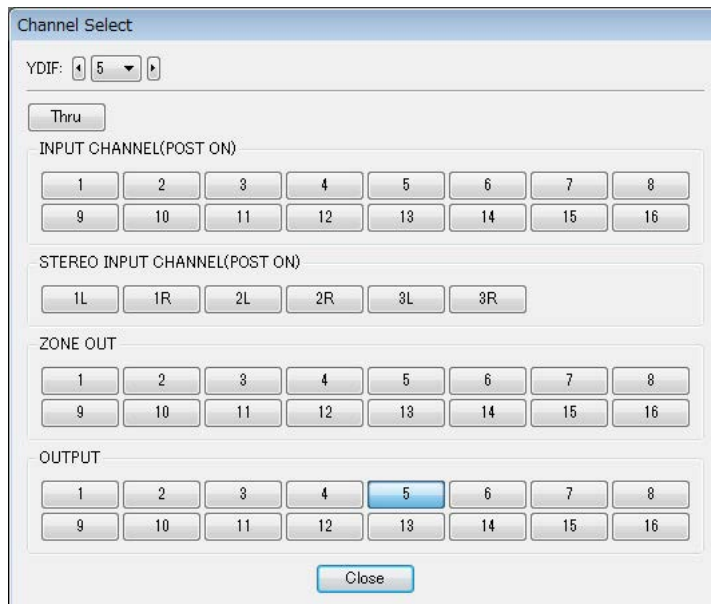 Channel Select
YDIF: 5
Thru
INPUT CHANNEL(POST ON)
1 2 3 4 5 6 7 8
9 10 11 12 13 14 15 16
STEREO INPUT CHANNEL(POST ON)
1L 1R 2L 2R 3L 3R
ZONE OUT
1 2 3 4 5 6 7 8
9 10 11 12 13 14 15 16
OUTPUT
1 2 3 4 5 6 7 8
9 10 11 12 13 14 15 16
Close